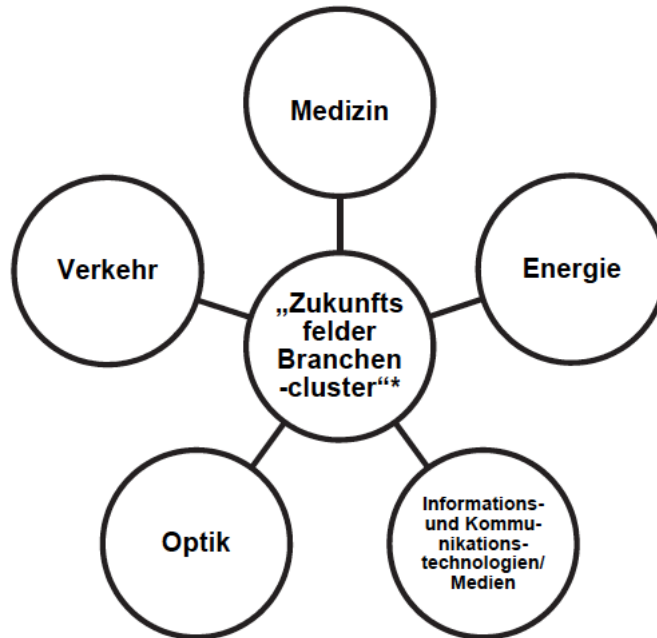 Medizin
Verkehr
Energie
„Zukunfts
felder
Branchen
-cluster“*
Optik
Informations-
und Kommu-
nikations-
technologien/
Medien